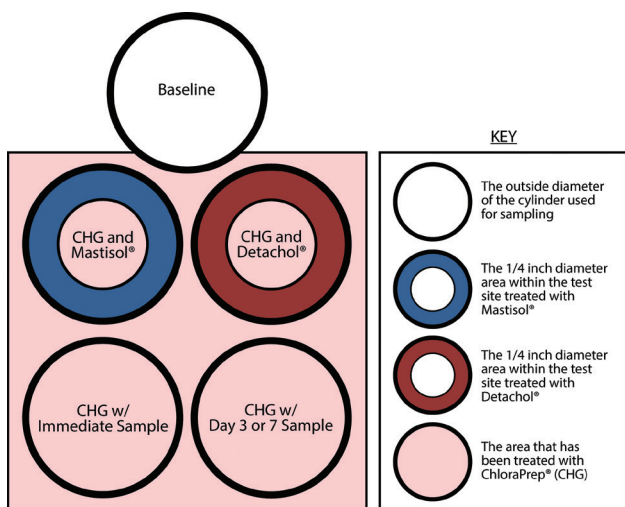 Baseline
CHG and
Mastisol®
CHG and
Detachol®
CHG w/
Immediate Sample
CHG w/
Day 3 or 7 Sample
KEY
The outside diameter
of the cylinder used
for sampling
The 1/4 inch diameter
area within the test
site treated with
Mastisol®
The 1/4 inch diameter
area within the test
site treated with
Detachol®
The area that has
been treated with
ChloraPrep® (CHG)